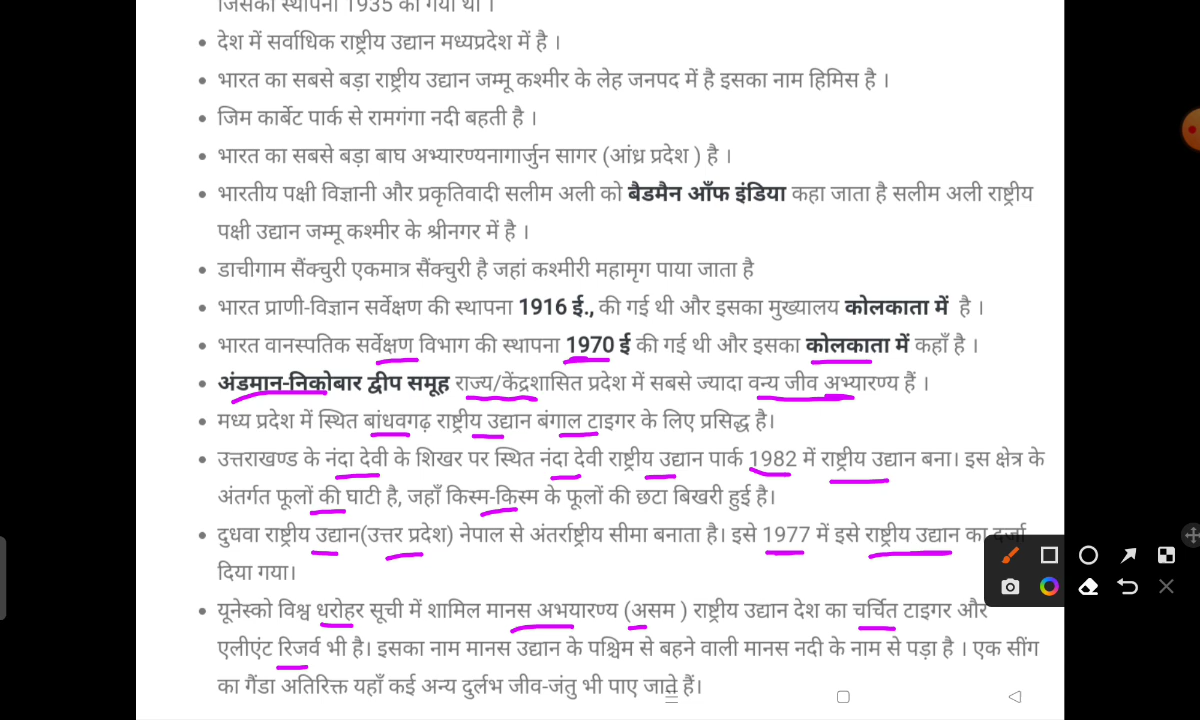 जिसकी स्थापना 1935 की गयी थी ।
देश में सर्वाधिक राष्ट्रीय उद्यान मध्यप्रदेश में है ।
भारत का सबसे बड़ा राष्ट्रीय उद्यान जम्मू कश्मीर के लेह जनपद में है इसका नाम हिमिस है ।
जिम कार्बेट पार्क से रामगंगा नदी बहती है ।
भारत का सबसे बड़ा बाघ अभ्यारण्यनागार्जुन सागर (आंध्र प्रदेश ) है ।
भारतीय पक्षी विज्ञानी और प्रकृतिवादी सलीम अली को बैडमैन ऑफ इंडिया कहा जाता है सलीम अली राष्ट्रीय
पक्षी उद्यान जम्मू कश्मीर के श्रीनगर में है ।
डाचीगाम सैंक्चुरी एकमात्र सैंक्चुरी है जहां कश्मीरी महामृग पाया जाता है
भारत प्राणी-विज्ञान सर्वेक्षण की स्थापना 1916 ई., की गई थी और इसका मुख्यालय कोलकाता में है ।
भारत वानस्पतिक सर्वेक्षण विभाग की स्थापना 1970 ई की गई थी और इसका कोलकाता में कहाँ है ।
अंडमान-निकोबार द्वीप समूह राज्य/केंद्रशासित प्रदेश में सबसे ज्यादा वन्य जीव अभ्यारण्य हैं ।
मध्य प्रदेश में स्थित बांधवगढ़ राष्ट्रीय उद्यान बंगाल टाइगर के लिए प्रसिद्ध है।
उत्तराखण्ड के नंदा देवी के शिखर पर स्थित नंदा देवी राष्ट्रीय उद्यान पार्क 1982 में राष्ट्रीय उद्यान बना। इस क्षेत्र के
अंतर्गत फूलों की घाटी है, जहाँ किस्म-किस्म के फूलों की छटा बिखरी हुई है।
दुधवा राष्ट्रीय उद्यान(उत्तर प्रदेश) नेपाल से अंतर्राष्ट्रीय सीमा बनाता है। इसे 1977 में इसे राष्ट्रीय उद्यान का दर्जा
दिया गया।
यूनेस्को विश्व धरोहर सूची में शामिल मानस अभयारण्य (असम ) राष्ट्रीय उद्यान देश का चर्चित टाइगर और
एलीएंट रिजर्व भी है। इसका नाम मानस उद्यान के पश्चिम से बहने वाली मानस नदी के नाम से पड़ा है । एक सींग
का गैंडा अतिरिक्त यहाँ कई अन्य दुर्लभ जीव-जंतु भी पाए जाते हैं।